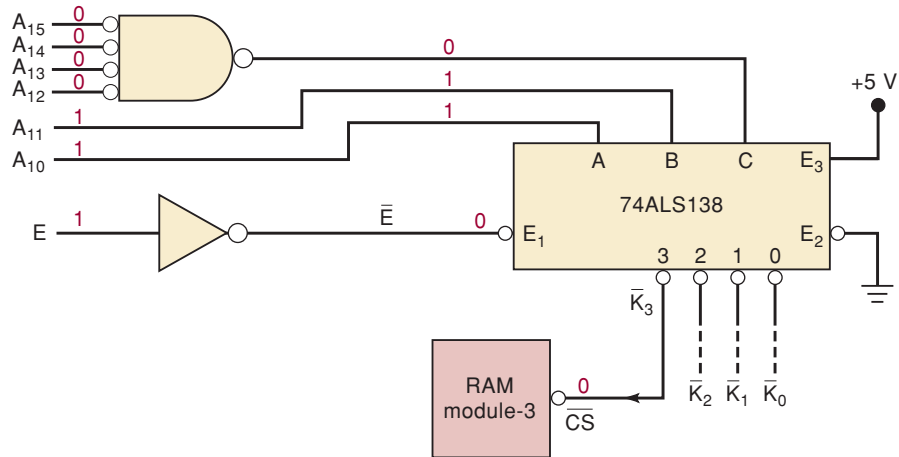 A15 0
A14 0
A13 0
A12 0
A11 1
A10 1
0
1
1
+5 V
A B C E3
74ALS138
E 1 E̅ 0 E1 E2
3 2 1 0
K̅3
K̅2 K̅1 K̅0
RAM
module-3
0
C̅S̅